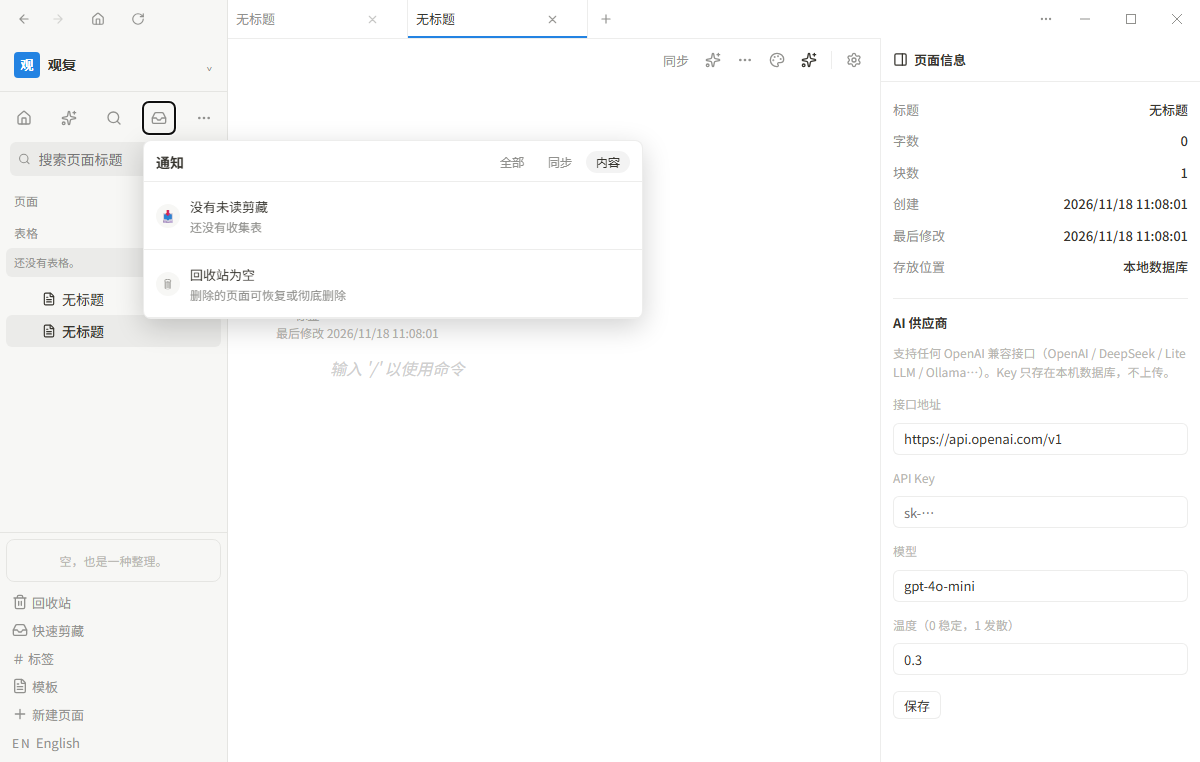 无标题
无标题
观 观复
同步
搜索页面标题
页面
表格
还没有表格。
无标题
无标题
通知
全部 同步 内容
没有未读剪藏
还没有收集表
回收站为空
删除的页面可恢复或彻底删除
最后修改 2026/11/18 11:08:01
输入 '/' 以使用命令
空，也是一种整理。
回收站
快速剪藏
# 标签
模板
新建页面
EN English
页面信息
标题 无标题
字数 0
块数 1
创建 2026/11/18 11:08:01
最后修改 2026/11/18 11:08:01
存放位置 本地数据库
AI 供应商
支持任何 OpenAI 兼容接口（OpenAI / DeepSeek / Lite
LLM / Ollama…）。Key 只存在本机数据库，不上传。
接口地址
https://api.openai.com/v1
API Key
sk-…
模型
gpt-4o-mini
温度（0 稳定，1 发散）
0.3
保存